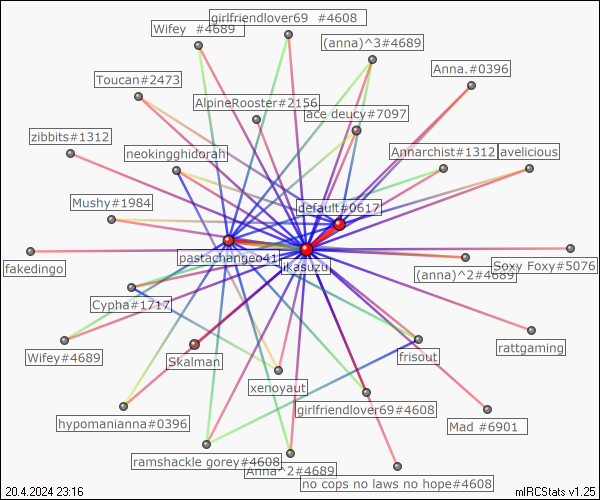 girlfriendlover69 #4608
Wifey #4689
(anna)^3#4689
Anna.#0396
Toucan#2473
AlpineRooster#2156
ace deucy#7097
zibbits#1312
neokingghidorah
Annarchist#1312
avelicious
Mushy#1984
default#0617
pastachangeo41
iKasuzu
fakedingo
(anna)^2#4689
Soxy Foxy#5076
Cypha#1717
Wifey#4689
Skalman
frisout
rattgaming
xenoyaut
hypomanianna#0396
girlfriendlover69#4608
Mad #6901
ramshackle gorey#4608
Anna^2#4689
no cops no laws no hope#4608
20.4.2024 23:16
mIRCStats v1.25